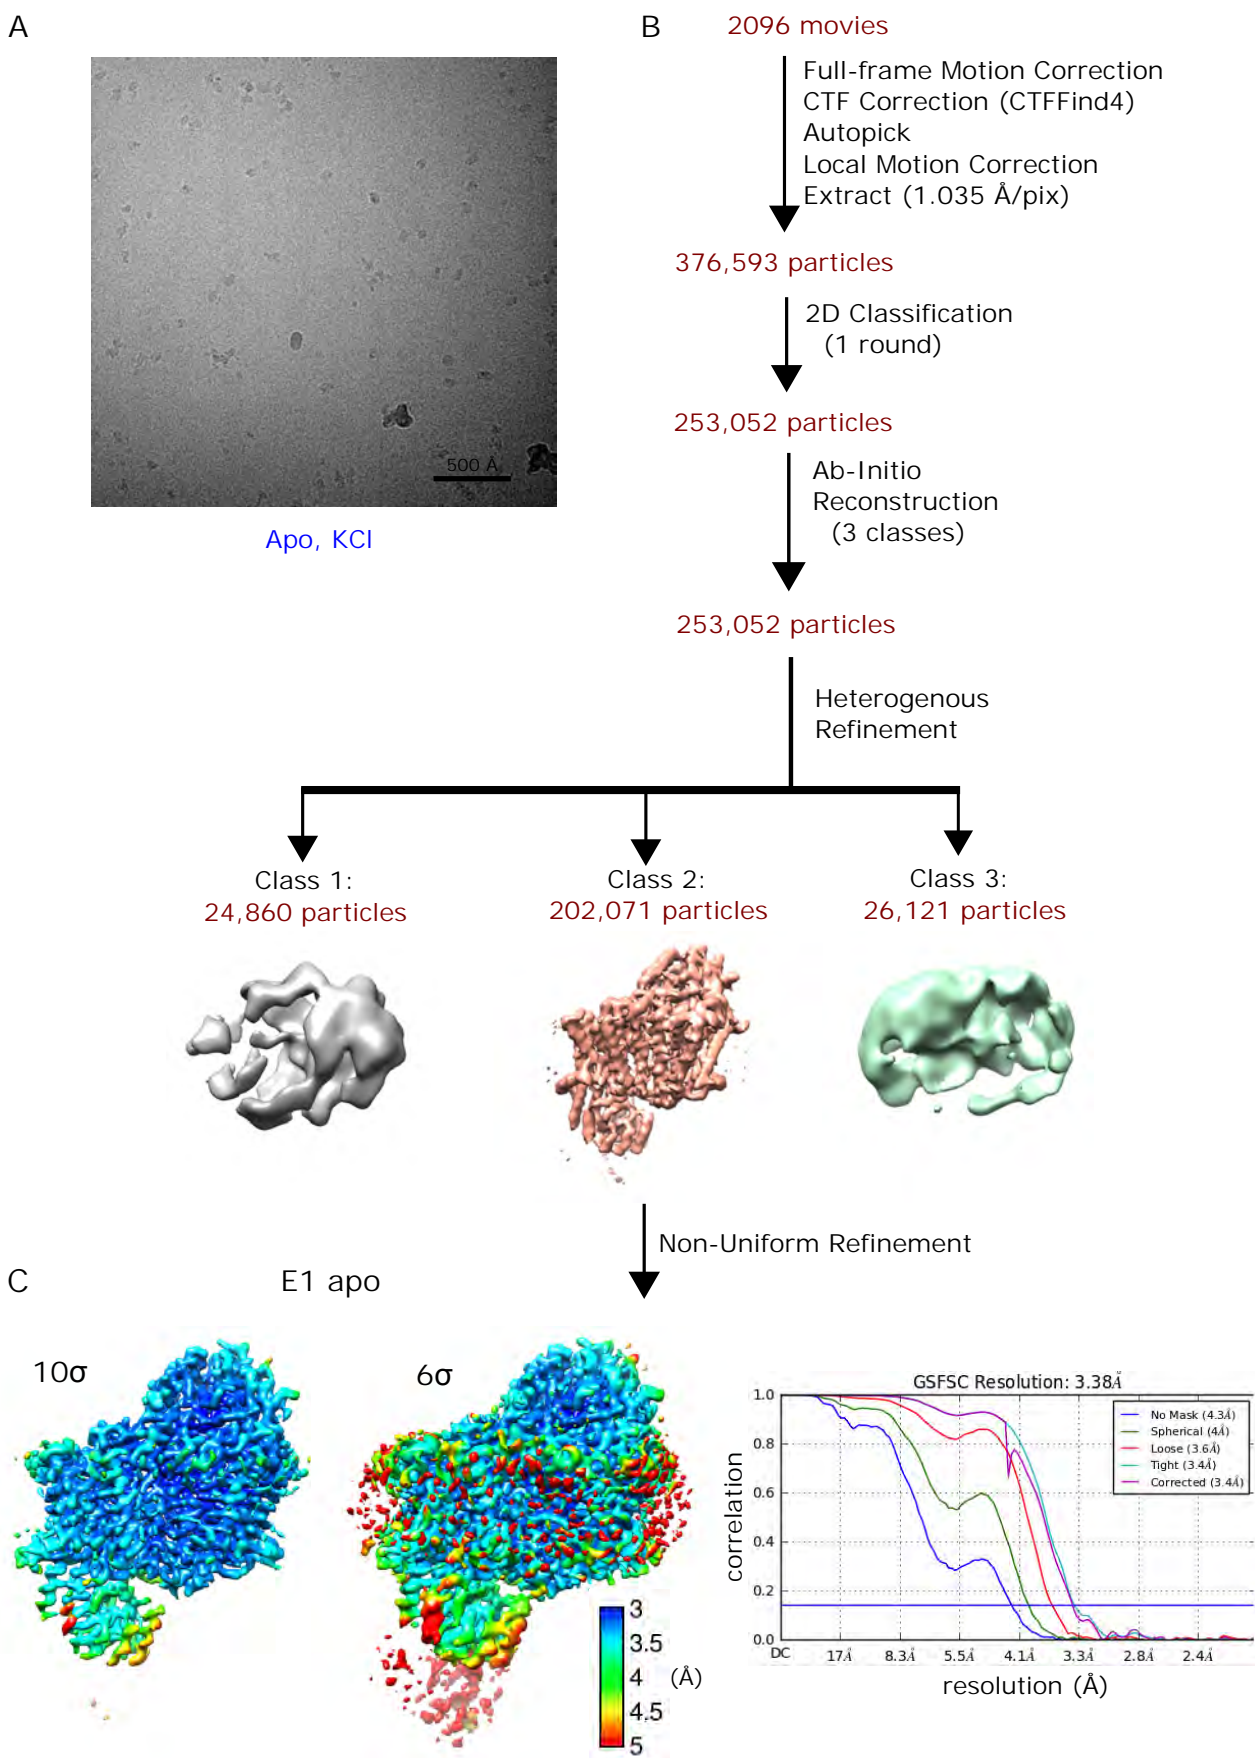 A
500 Å
Apo, KCl
B
2096 movies
Full-frame Motion Correction
CTF Correction (CTFFind4)
Autopick
Local Motion Correction
Extract (1.035 Å/pix)
376,593 particles
2D Classification
(1 round)
253,052 particles
Ab-Initio
Reconstruction
(3 classes)
253,052 particles
Heterogenous
Refinement
Class 1:
24,860 particles
Class 2:
202,071 particles
Class 3:
26,121 particles
Non-Uniform Refinement
C
E1 apo
10σ
6σ
3
3.5
4
4.5
5
(Å)
GSFSC Resolution: 3.38Å
1.0
0.8
0.6
0.4
0.2
0.0
correlation
No Mask (4.3Å)
Spherical (4Å)
Loose (3.6Å)
Tight (3.4Å)
Corrected (3.4Å)
DC 17Å 8.3Å 5.5Å 4.1Å 3.3Å 2.8Å 2.4Å
resolution (Å)